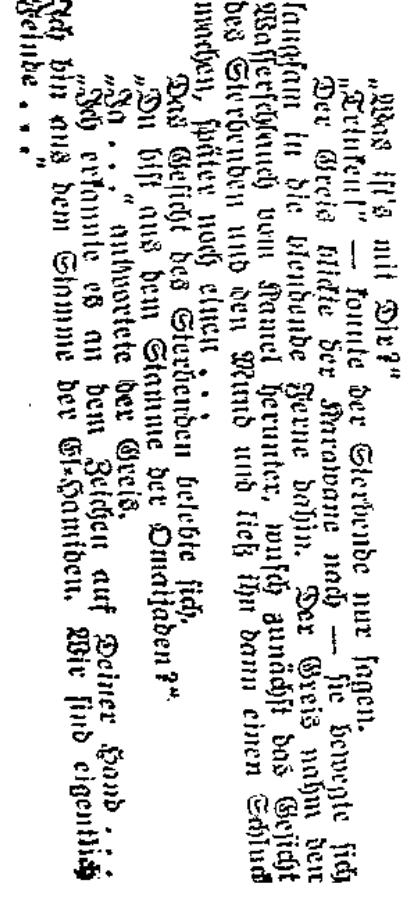 „Was ist's mit Dir?“
„Trinken!“ — konnte der Sterbende nur sagen.
Der Greis blickte der Karawane nach — sie bewegte sich
langsam in die blendende Ferne dahin. Der Greis nahm den
Wasserschlauch vom Kamel herunter, wusch zunächst das Gesicht
des Sterbenden und den Mund und ließ ihn dann einen Schluck
machen, später noch einen . . .
Das Gesicht des Sterbenden belebte sich.
„Du bist aus dem Stamme der Omaijaden?“
„Ja . . .“ antwortete der Greis.
„Ich erkannte es an dem Zeichen auf Deiner Hand . . .
Ich bin aus dem Stamme der El-Hamiden. Wir sind eigentlich
Feinde . . .“